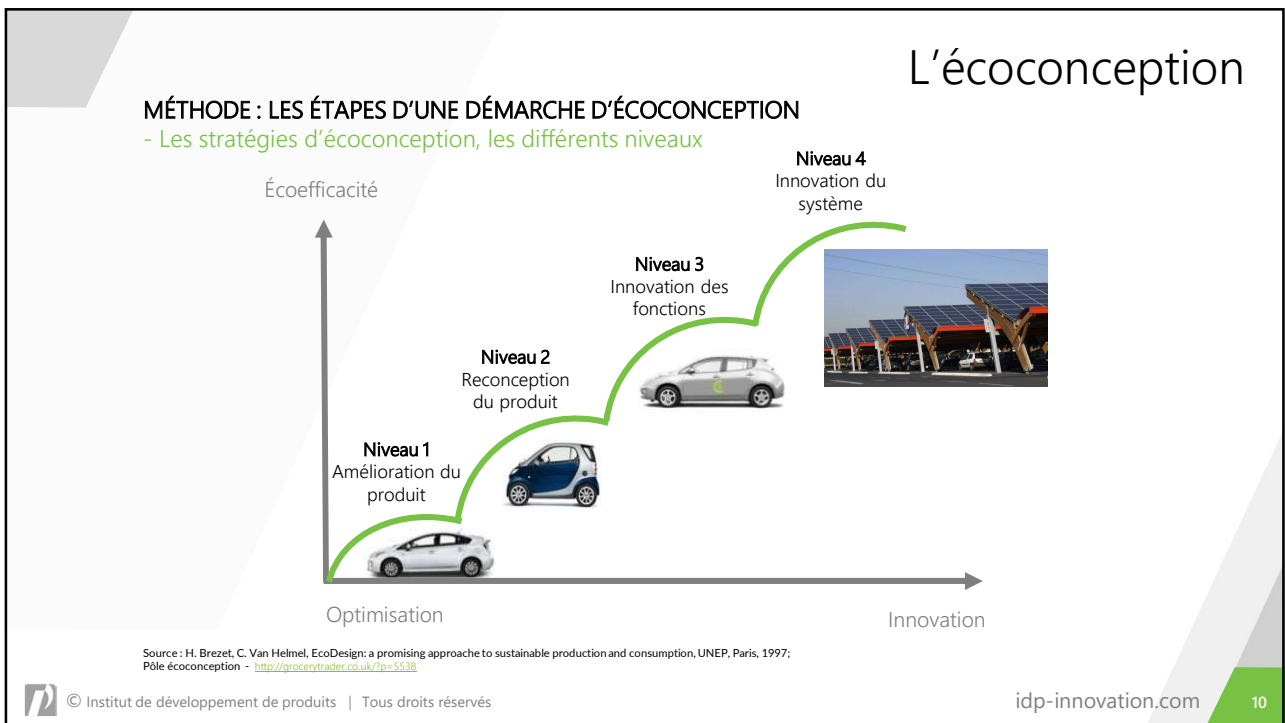 L'écoconception
MÉTHODE : LES ÉTAPES D'UNE DÉMARCHE D'ÉCOCONCEPTION
- Les stratégies d'écoconception, les différents niveaux
Niveau 4
Innovation du
système
Écoefficacité
Niveau 3
Innovation des
fonctions
Niveau 2
Reconception
du produit
Niveau 1
Amélioration du
produit
Optimisation
Innovation
Source : H. Brezet, C. Van Helmel, EcoDesign: a promising approach to sustainable production and consumption, UNEP, Paris, 1997;
Pôle écoconception - http://grocerytrader.co.uk/?p=5538
© Institut de développement de produits | Tous droits réservés
idp-innovation.com
10